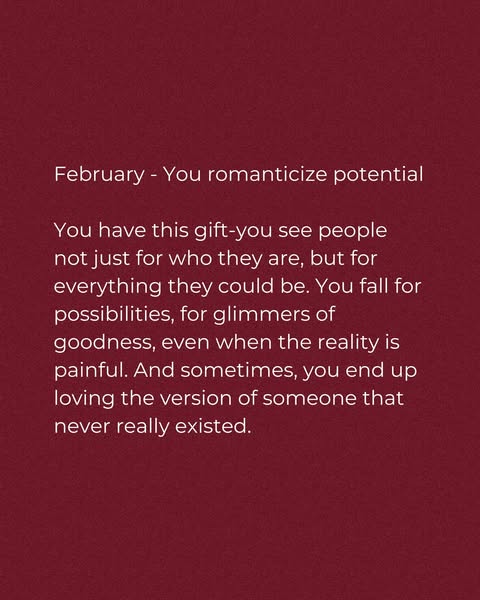 February - You romanticize potential
You have this gift-you see people
not just for who they are, but for
everything they could be. You fall for
possibilities, for glimmers of
goodness, even when the reality is
painful. And sometimes, you end up
loving the version of someone that
never really existed.